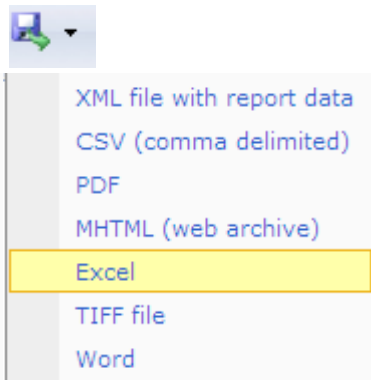 XML file with report data
CSV (comma delimited)
PDF
MHTML (web archive)
Excel
TIFF file
Word